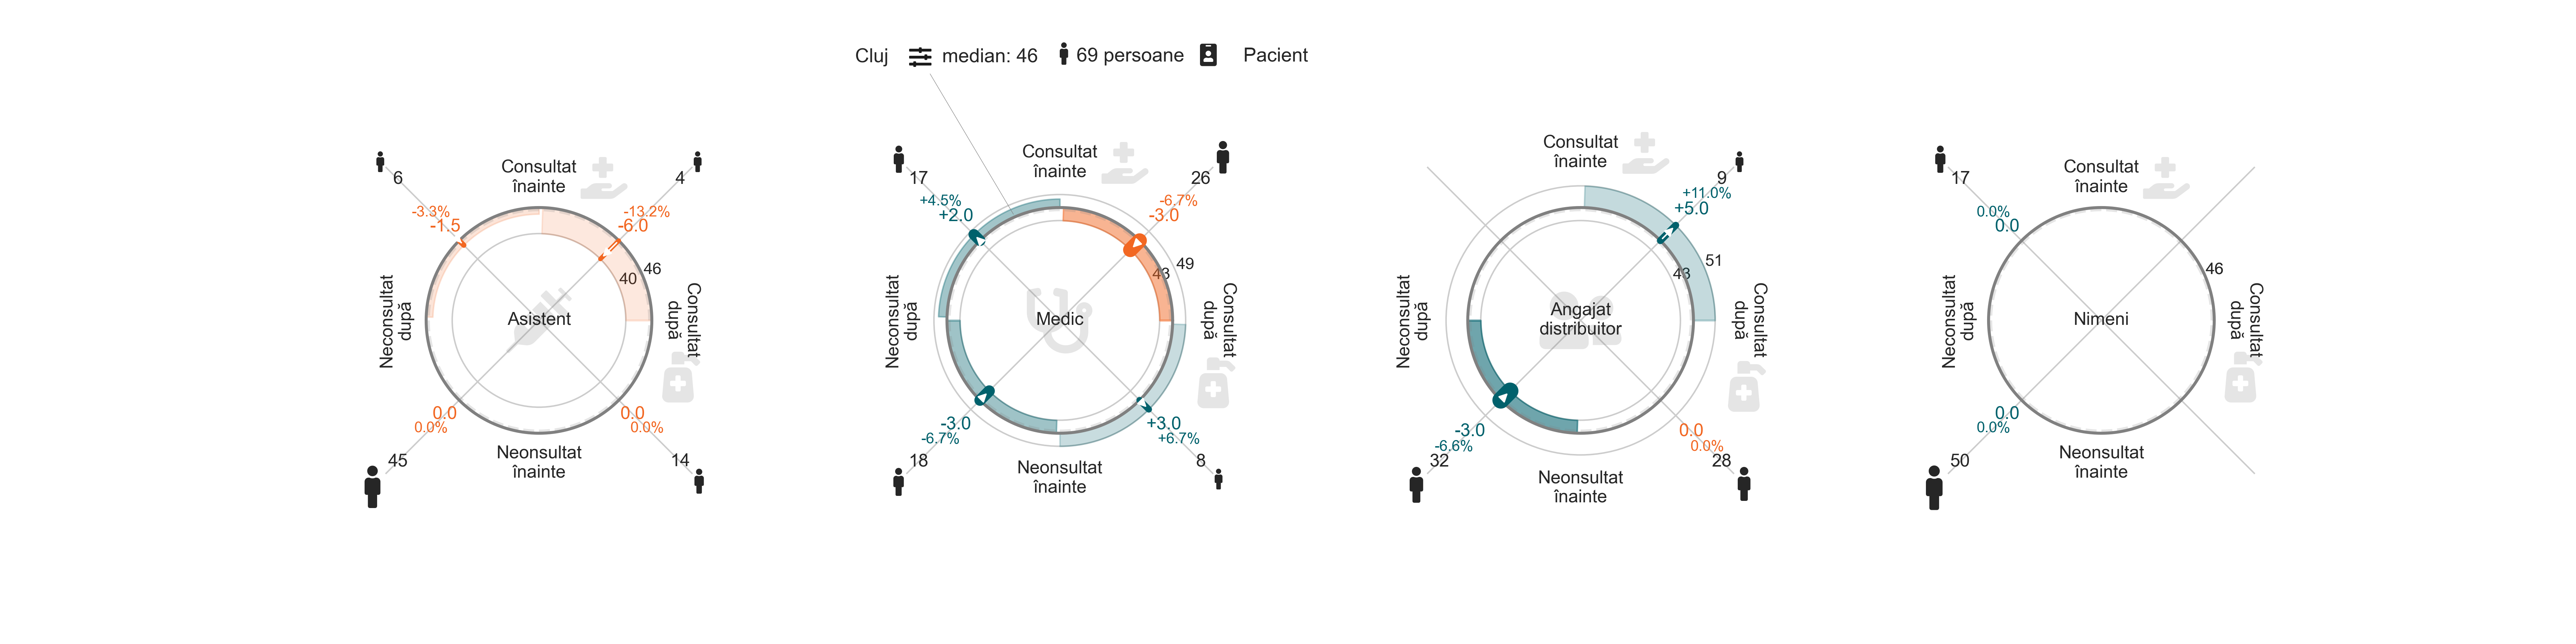 Cluj median: 46 69 persoane Pacient
Consultat
înainte
6
4
-3.3%
-1.5
-13.2%
-6.0
46
40
Neconsultat
după
Consultat
după
Asistent
0.0
0.0%
0.0
0.0%
45
14
Neonsultat
înainte
Consultat
înainte
17
26
+4.5%
+2.0
-6.7%
-3.0
49
43
Neconsultat
după
Consultat
după
Medic
-3.0
-6.7%
+3.0
+6.7%
18
8
Neonsultat
înainte
Consultat
înainte
9
+11.0%
+5.0
51
43
Neconsultat
după
Consultat
după
Angajat
distribuitor
-3.0
-6.6%
0.0
0.0%
32
28
Neonsultat
înainte
Consultat
înainte
17
0.0%
0.0
46
Neconsultat
după
Consultat
după
Nimeni
0.0
0.0%
50
Neonsultat
înainte